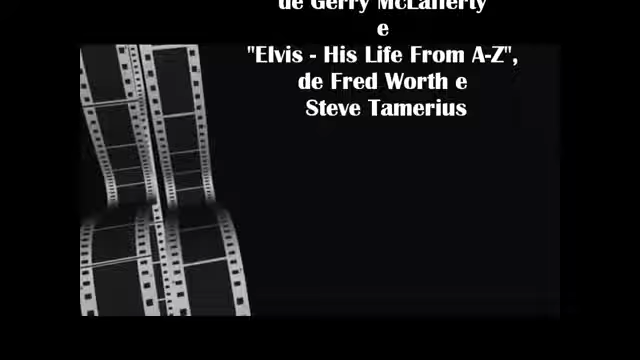 de Gerry McLafferty
e
"Elvis - His Life From A-Z",
de Fred Worth e
Steve Tamerius